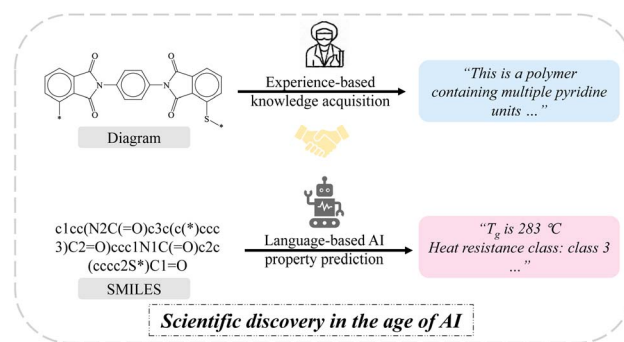 O
O
N
N
O
O
*
S
*
Diagram
Experience-based
knowledge acquisition
“This is a polymer
containing multiple pyridine
units …”
c1cc(N2C(=O)c3c(c(*)ccc
3)C2=O)ccc1N1C(=O)c2c
(cccc2S*)C1=O
SMILES
Language-based AI
property prediction
“Tg is 283 ℃
Heat resistance class: class 3
…”
Scientific discovery in the age of AI